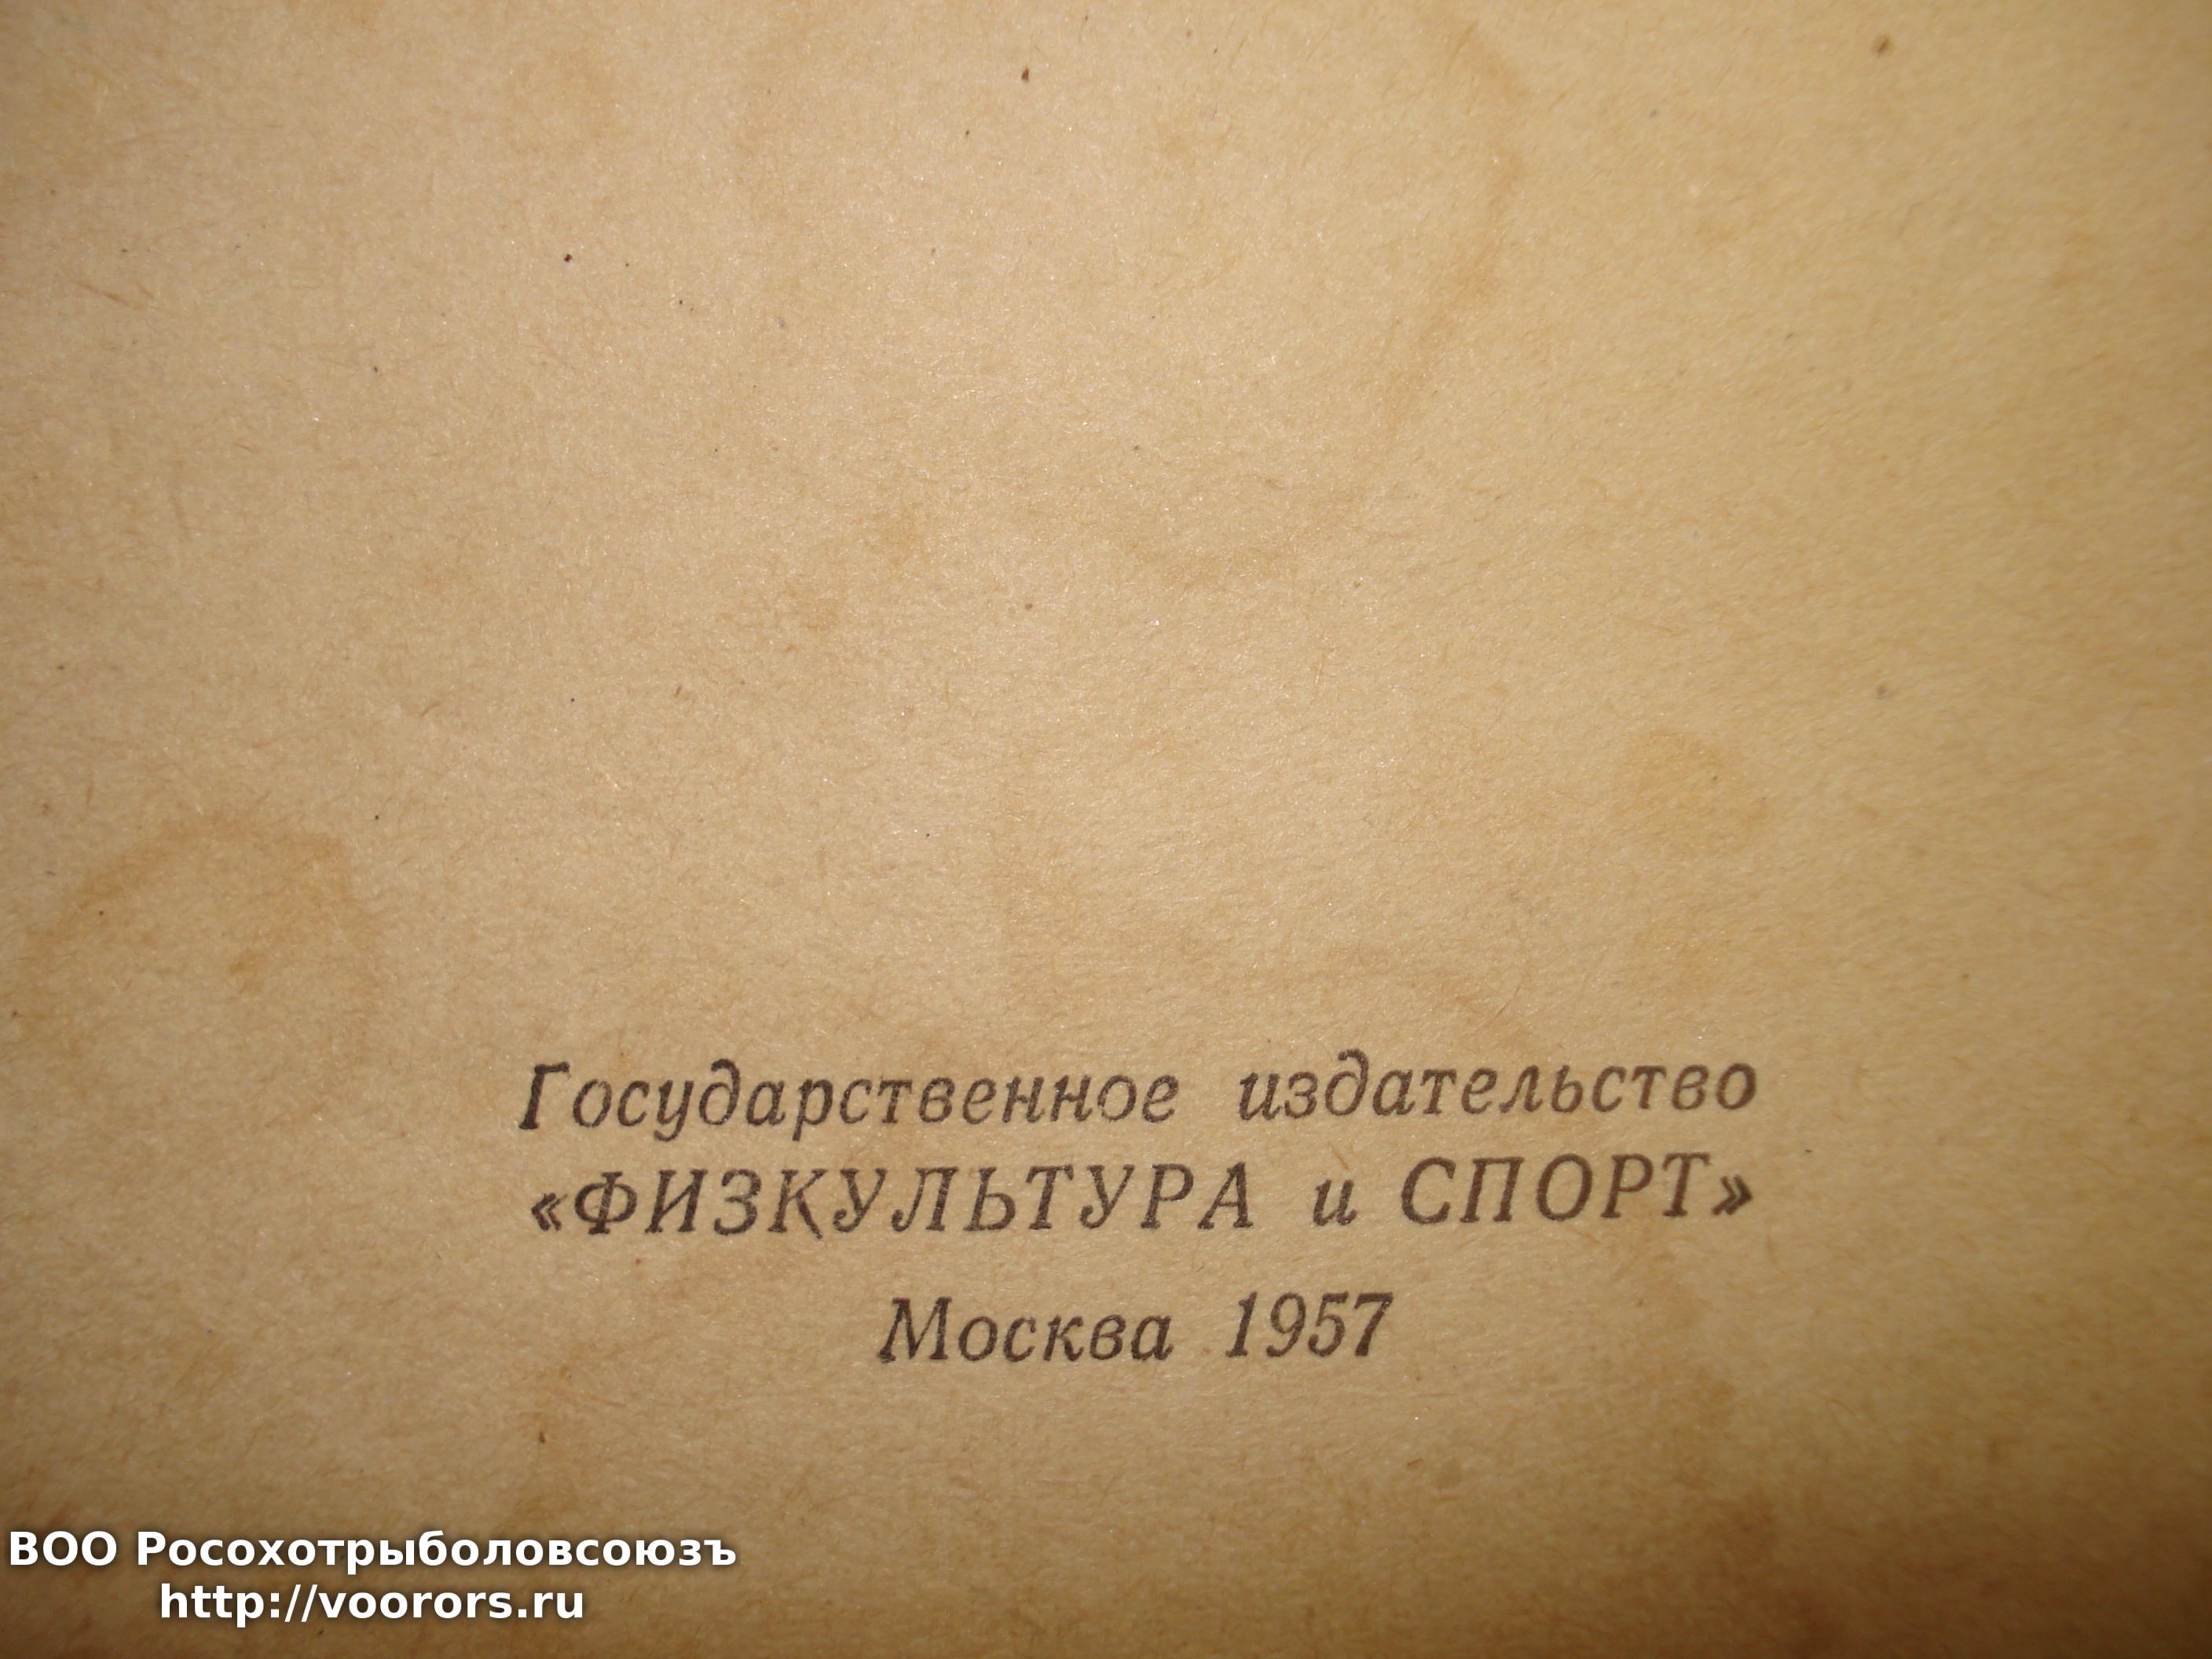 Государственное издательство
«ФИЗКУЛЬТУРА и СПОРТ»
Москва 1957
ВОО Росохотрыболовсоюзъ
http://voorors.ru